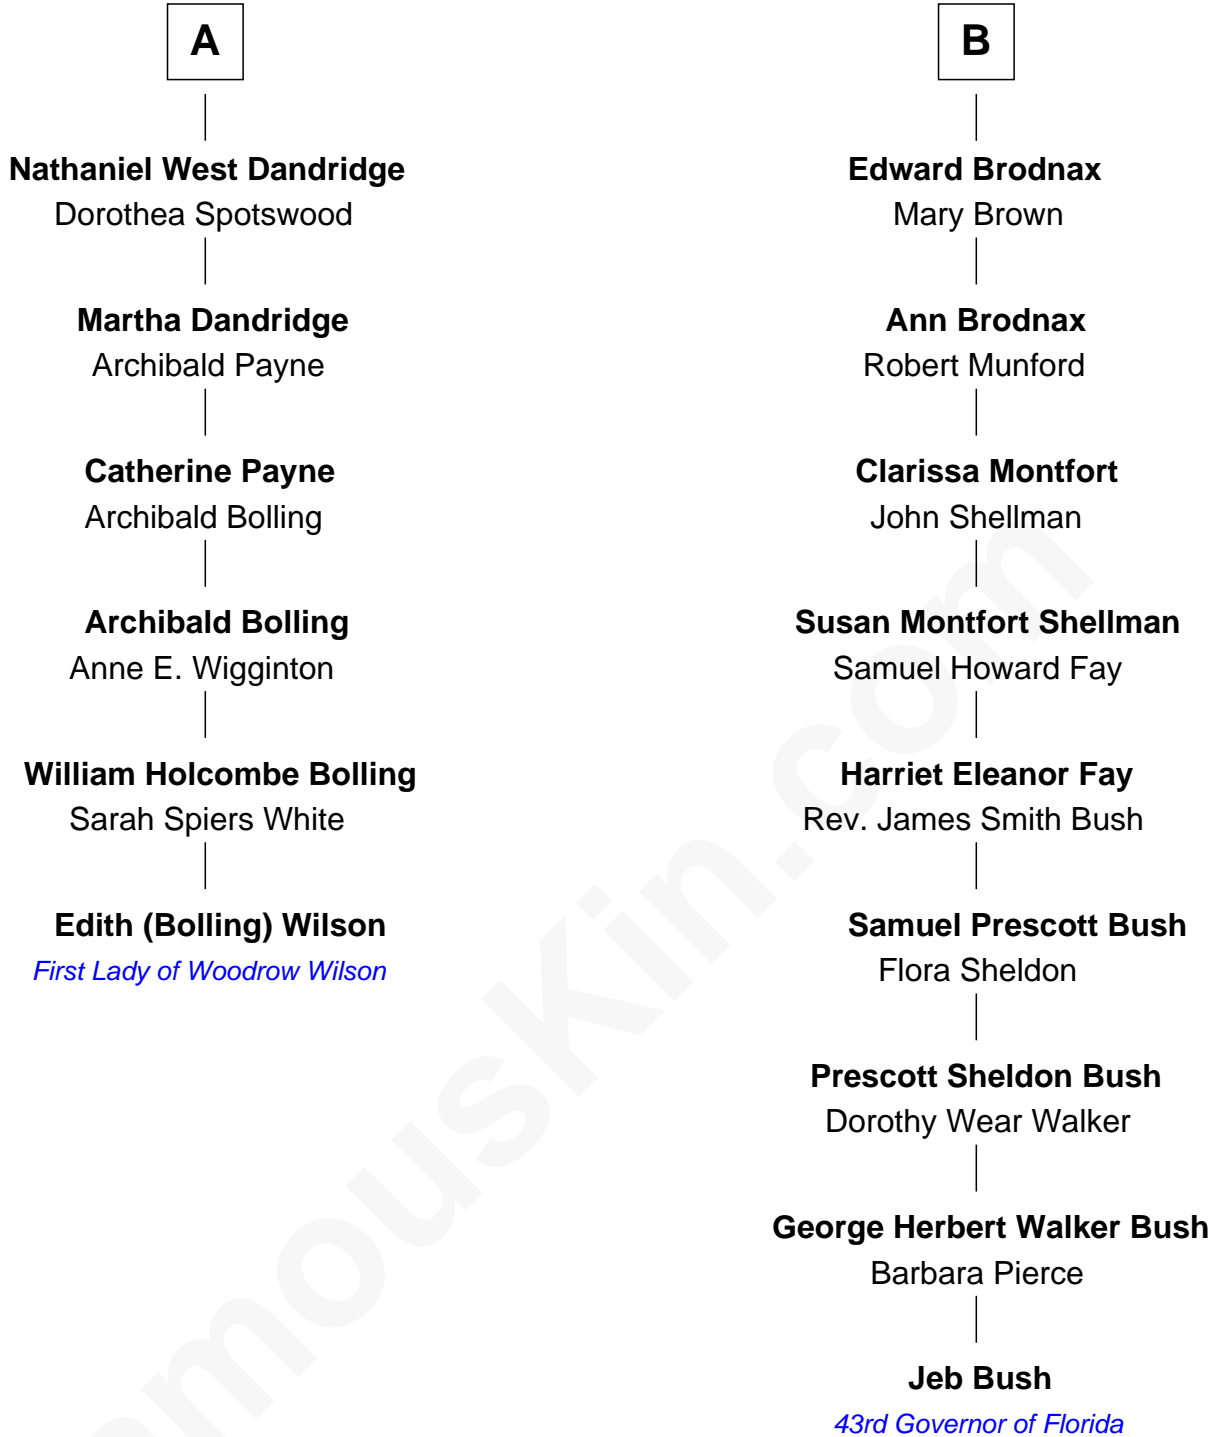 A
Nathaniel West Dandridge
Dorothea Spotswood
Martha Dandridge
Archibald Payne
Catherine Payne
Archibald Bolling
Archibald Bolling
Anne E. Wigginton
William Holcombe Bolling
Sarah Spiers White
Edith (Bolling) Wilson
First Lady of Woodrow Wilson
B
Edward Brodnax
Mary Brown
Ann Brodnax
Robert Munford
Clarissa Montfort
John Shellman
Susan Montfort Shellman
Samuel Howard Fay
Harriet Eleanor Fay
Rev. James Smith Bush
Samuel Prescott Bush
Flora Sheldon
Prescott Sheldon Bush
Dorothy Wear Walker
George Herbert Walker Bush
Barbara Pierce
Jeb Bush
43rd Governor of Florida
amouskin.com